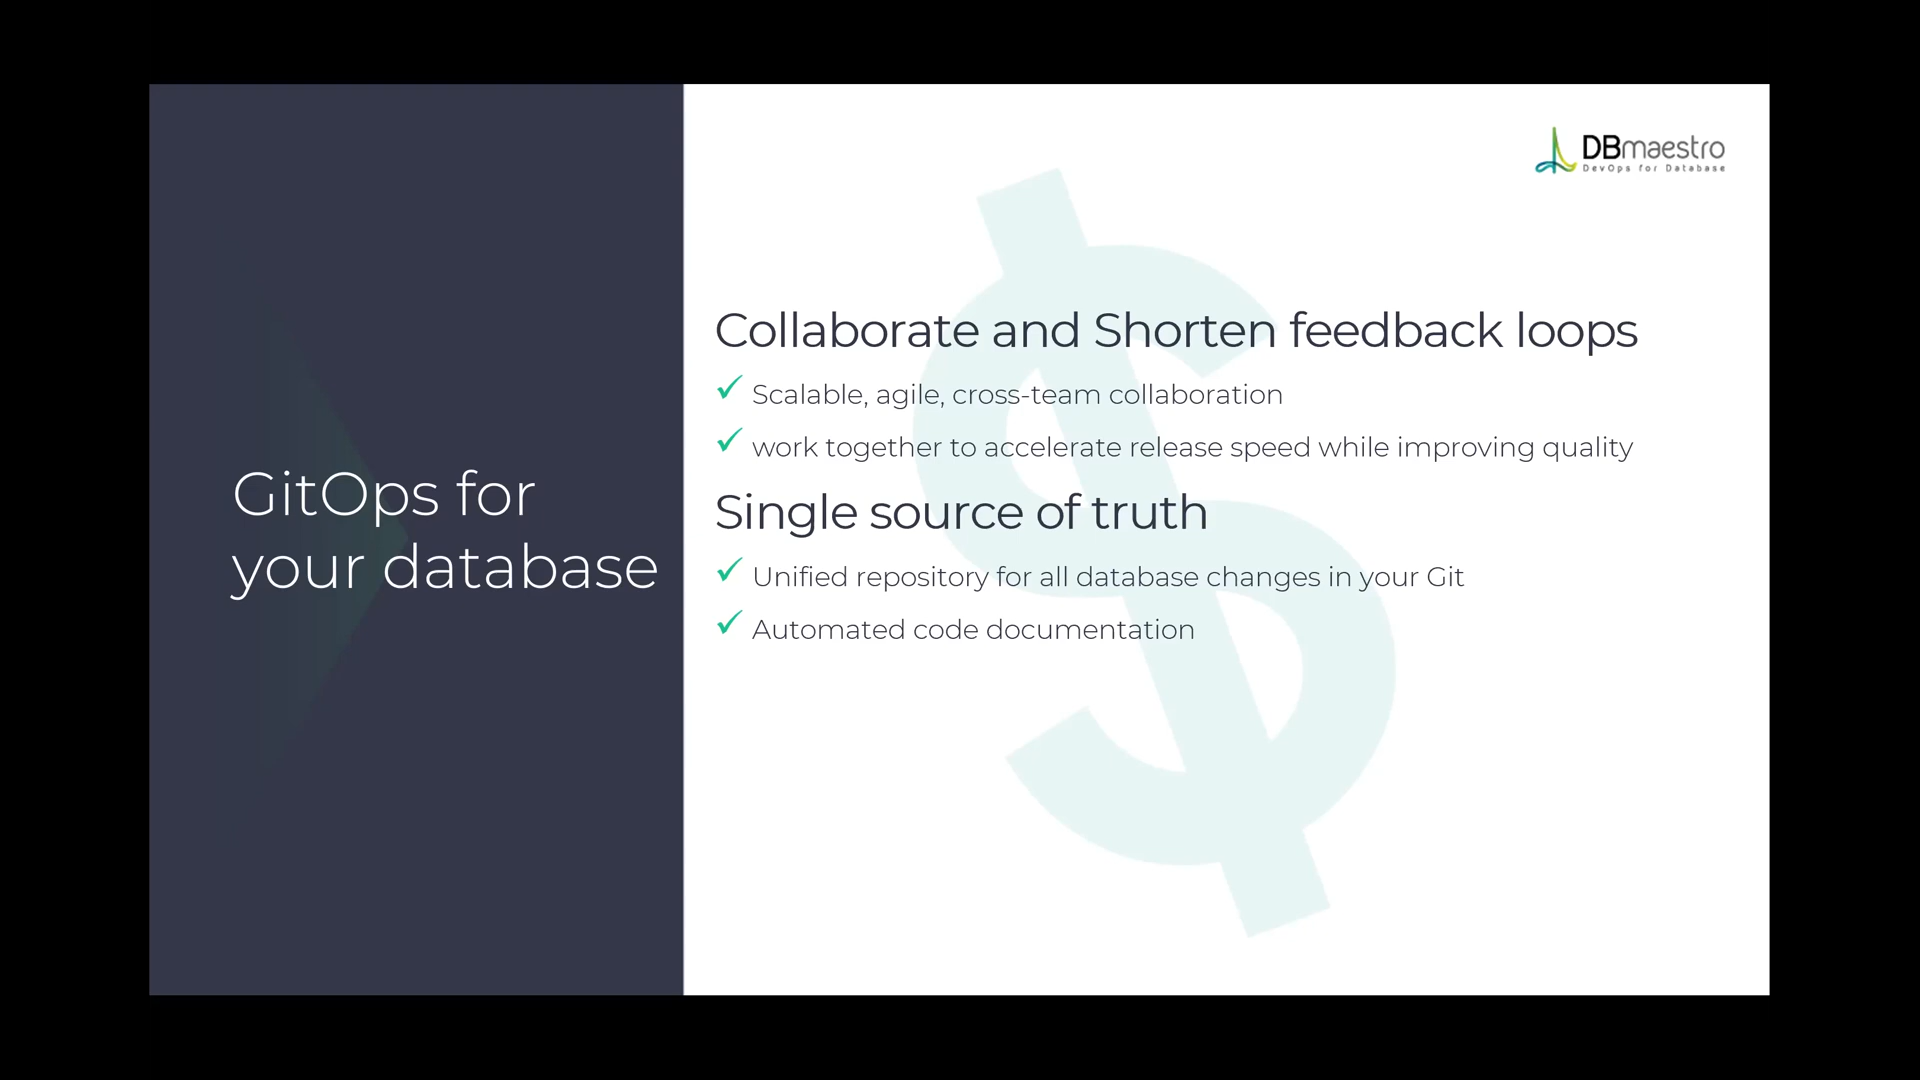 DBmaestro
DevOps for Database
GitOps for
your database
Collaborate and Shorten feedback loops
Scalable, agile, cross-team collaboration
work together to accelerate release speed while improving quality
Single source of truth
Unified repository for all database changes in your Git
Automated code documentation